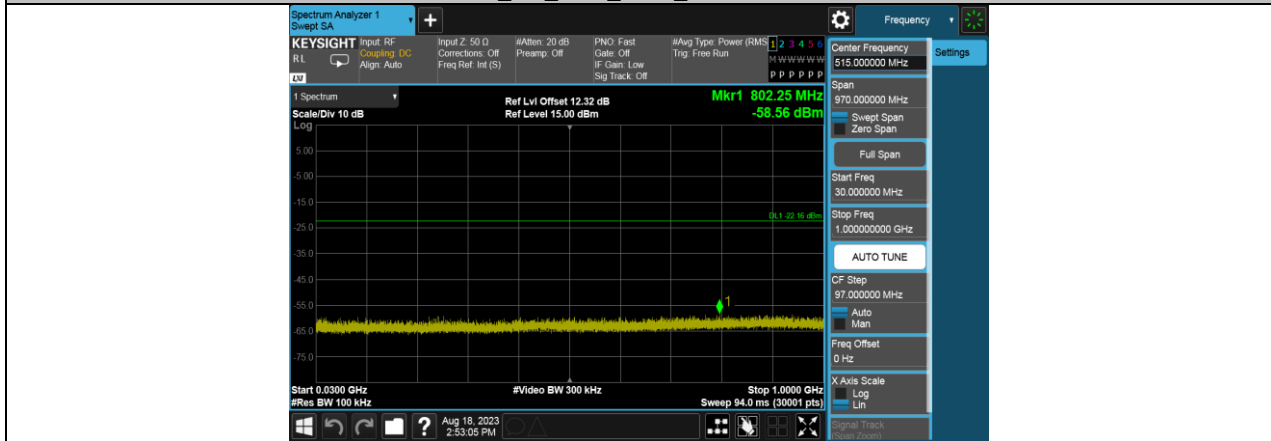 Spectrum Analyzer 1
Swept SA
+
Frequency
KEYSIGHT
RL
LXI
Input: RF
Coupling: DC
Align: Auto
Input Z: 50 Ω
Corrections: Off
Freq Ref: Int (S)
#Atten: 20 dB
Preamp: Off
PNO: Fast
Gate: Off
IF Gain: Low
Sig Track: Off
#Avg Type: Power (RMS
Trig: Free Run
1 2 3 4 5 6
M W W W W W
P P P P P P
1 Spectrum
Scale/Div 10 dB
Ref Lvl Offset 12.32 dB
Ref Level 15.00 dBm
Mkr1 802.25 MHz
-58.56 dBm
Log
5.00
-5.00
-15.0
DL1 -22.16 dBm
-25.0
-35.0
-45.0
1
-55.0
-65.0
-75.0
Start 0.0300 GHz
#Res BW 100 kHz
#Video BW 300 kHz
Stop 1.0000 GHz
Sweep 94.0 ms (30001 pts)
?
Aug 18, 2023
2:53:05 PM
Center Frequency
515.000000 MHz
Settings
Span
970.000000 MHz
Swept Span
Zero Span
Full Span
Start Freq
30.000000 MHz
Stop Freq
1.000000000 GHz
AUTO TUNE
CF Step
97.000000 MHz
Auto
Man
Freq Offset
0 Hz
X Axis Scale
Log
Lin
Signal Track
(Span Zoom)